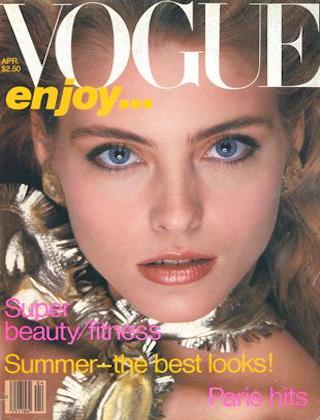 VOGUE
APR.
$2.50
enjoy...
Super
beauty/fitness
Summer–the best looks!
Paris hits